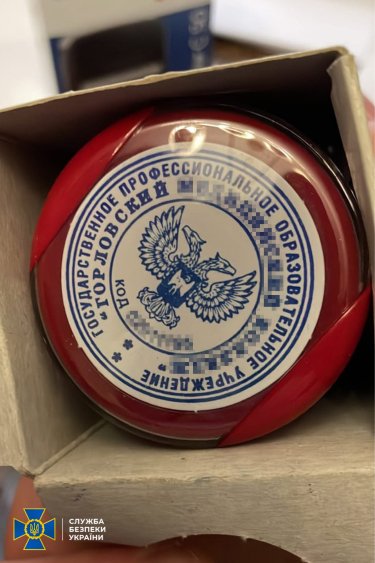 ГОСУДАРСТВЕННОЕ ПРОФЕССИОНАЛЬНОЕ ОБРАЗОВАТЕЛЬНОЕ УЧРЕЖДЕНИЕ
"ГОРЛОВСКИЙ
"
КОД
* *
СЛУЖБА
БЕЗПЕКИ
УКРАЇНИ